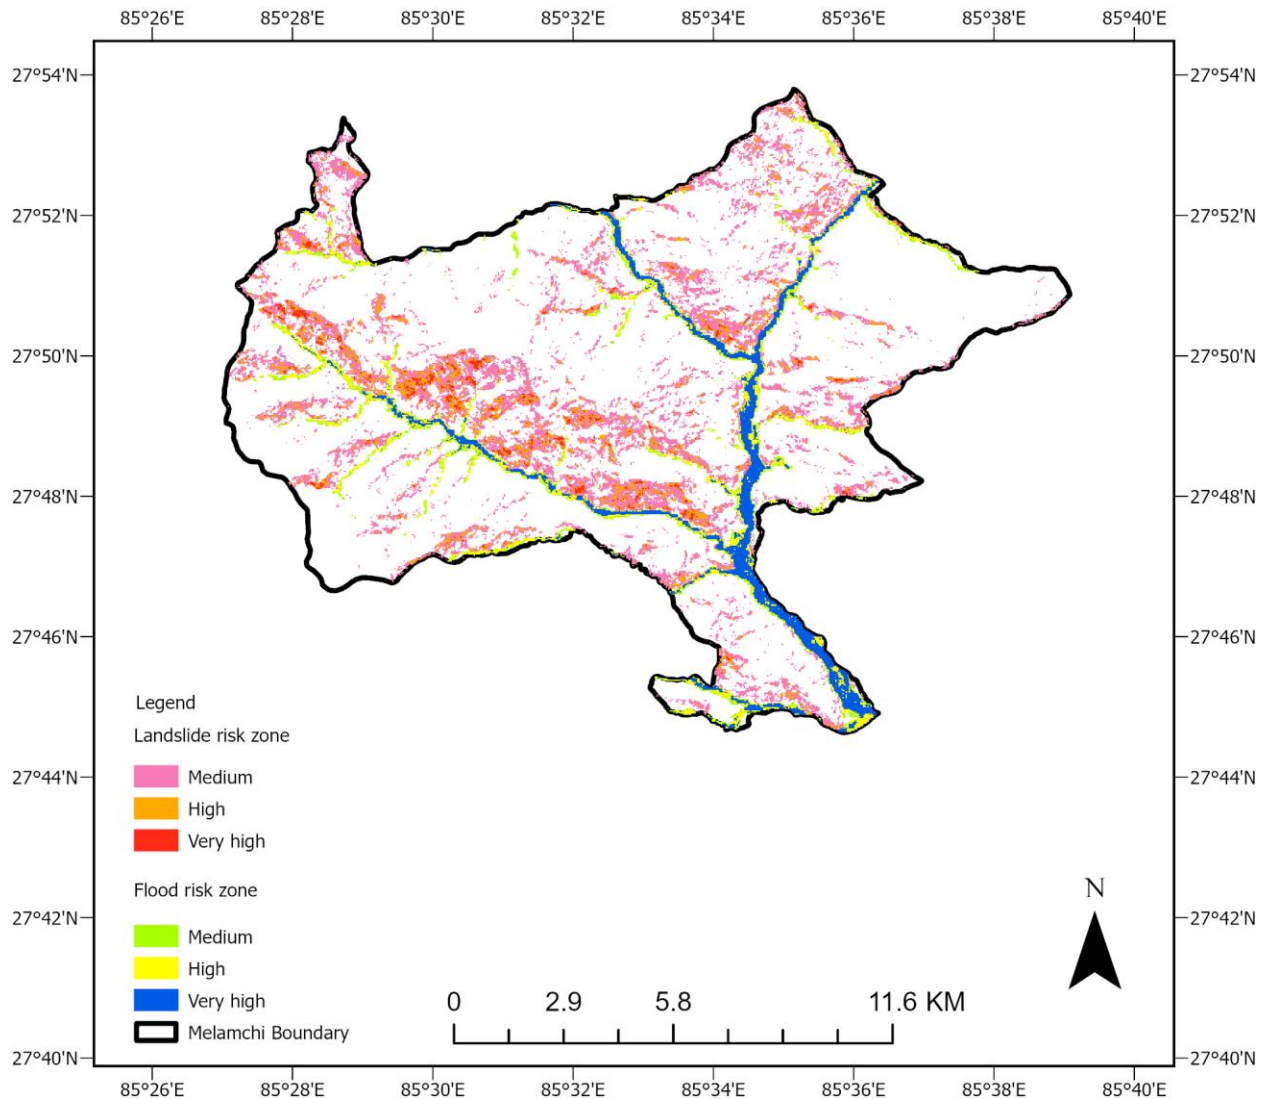 85°26'E 85°28'E 85°30'E 85°32'E 85°34'E 85°36'E 85°38'E 85°40'E
27°54'N 27°54'N
27°52'N 27°52'N
27°50'N 27°50'N
27°48'N 27°48'N
27°46'N 27°46'N
Legend
Landslide risk zone
27°44'N Medium 27°44'N
High
Very high
Flood risk zone
N
27°42'N 27°42'N
Medium
High
Very high 0 2.9 5.8 11.6 KM
Melamchi Boundary
27°40'N 27°40'N
85°26'E 85°28'E 85°30'E 85°32'E 85°34'E 85°36'E 85°38'E 85°40'E